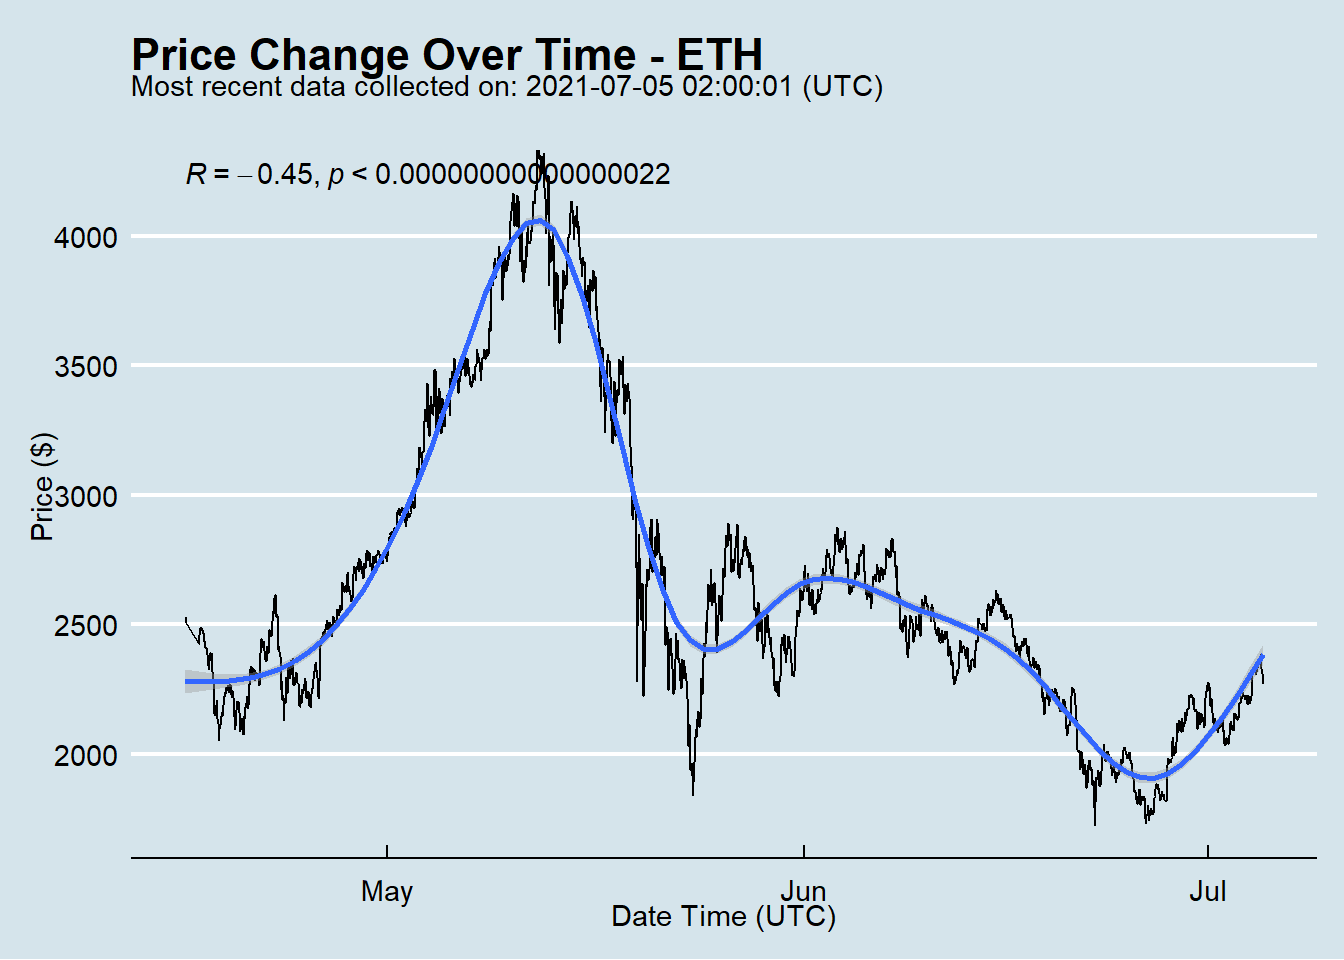 Price Change Over Time - ETH
Most recent data collected on: 2021-07-05 02:00:01 (UTC)
R = −0.45, p < 0.00000000000000022
4000
3500
3000
2500
2000
Price ($)
May
Jun
Jul
Date Time (UTC)